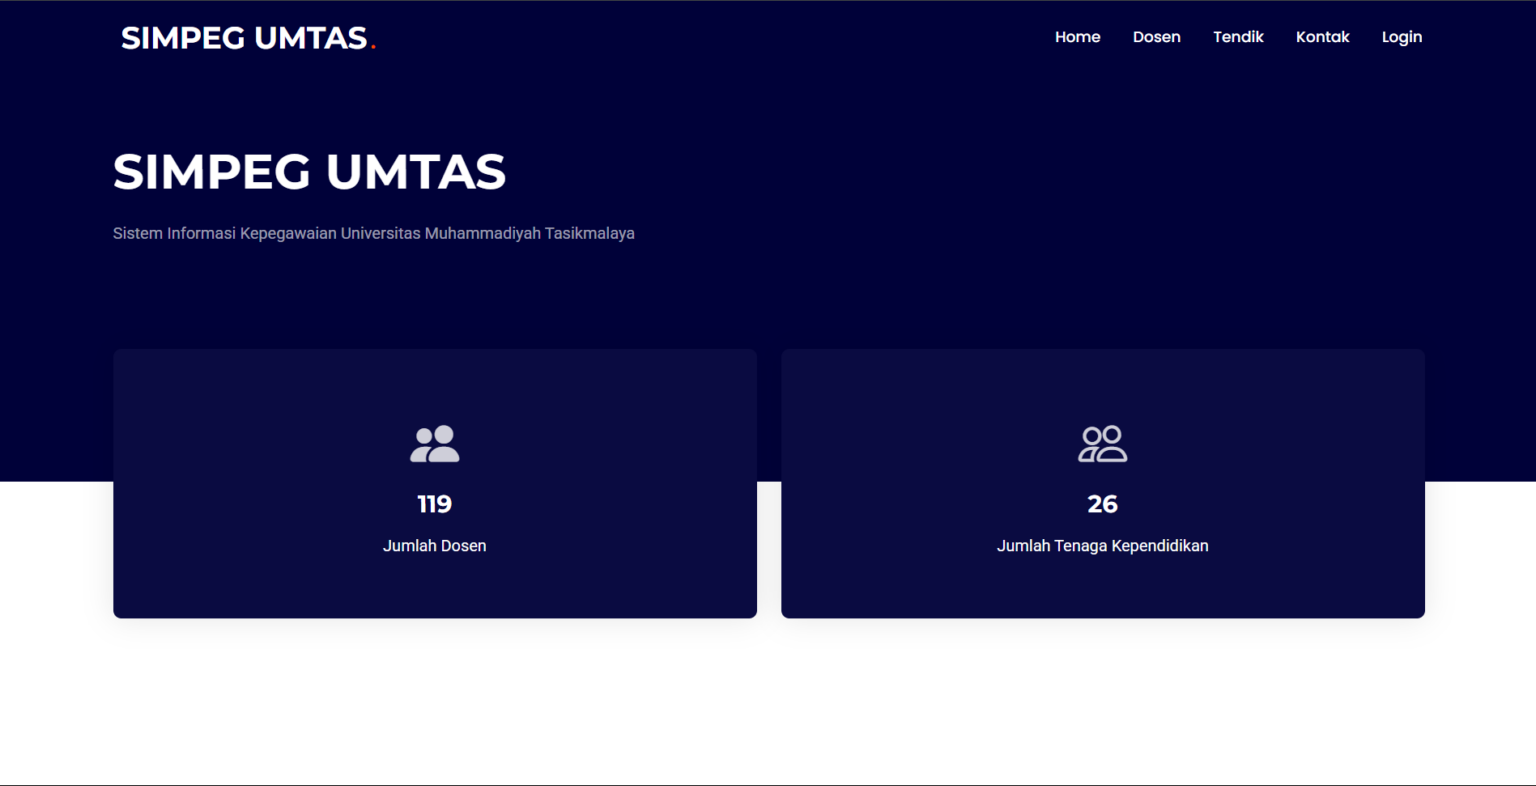 SIMPEG UMTAS.
Home Dosen Tendik Kontak Login
SIMPEG UMTAS
Sistem Informasi Kepegawaian Universitas Muhammadiyah Tasikmalaya
119
Jumlah Dosen
26
Jumlah Tenaga Kependidikan